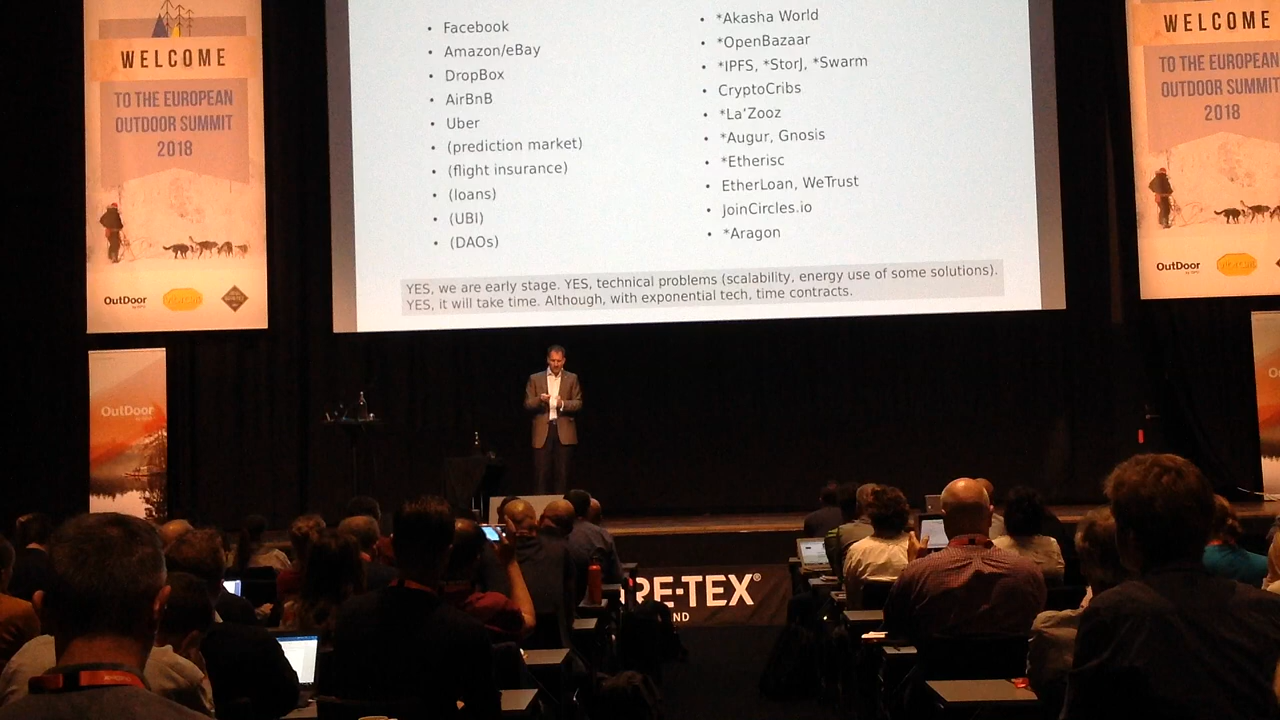 WELCOME
TO THE EUROPEAN
OUTDOOR SUMMIT
2018
OutDoor
• Facebook
• Amazon/eBay
• DropBox
• AirBnB
• Uber
• (prediction market)
• (flight insurance)
• (loans)
• (UBI)
• (DAOs)
• *Akasha World
• *OpenBazaar
• *IPFS, *StorJ, *Swarm
• CryptoCribs
• *La'Zooz
• *Augur, Gnosis
• *Etherisc
• EtherLoan, WeTrust
• JoinCircles.io
• *Aragon
YES, we are early stage. YES, technical problems (scalability, energy use of some solutions).
YES, it will take time. Although, with exponential tech, time contracts.
WELCOME
TO THE EUROPEAN
OUTDOOR SUMMIT
2018
OutDoor
OutDoor
RE-TEX®
ND